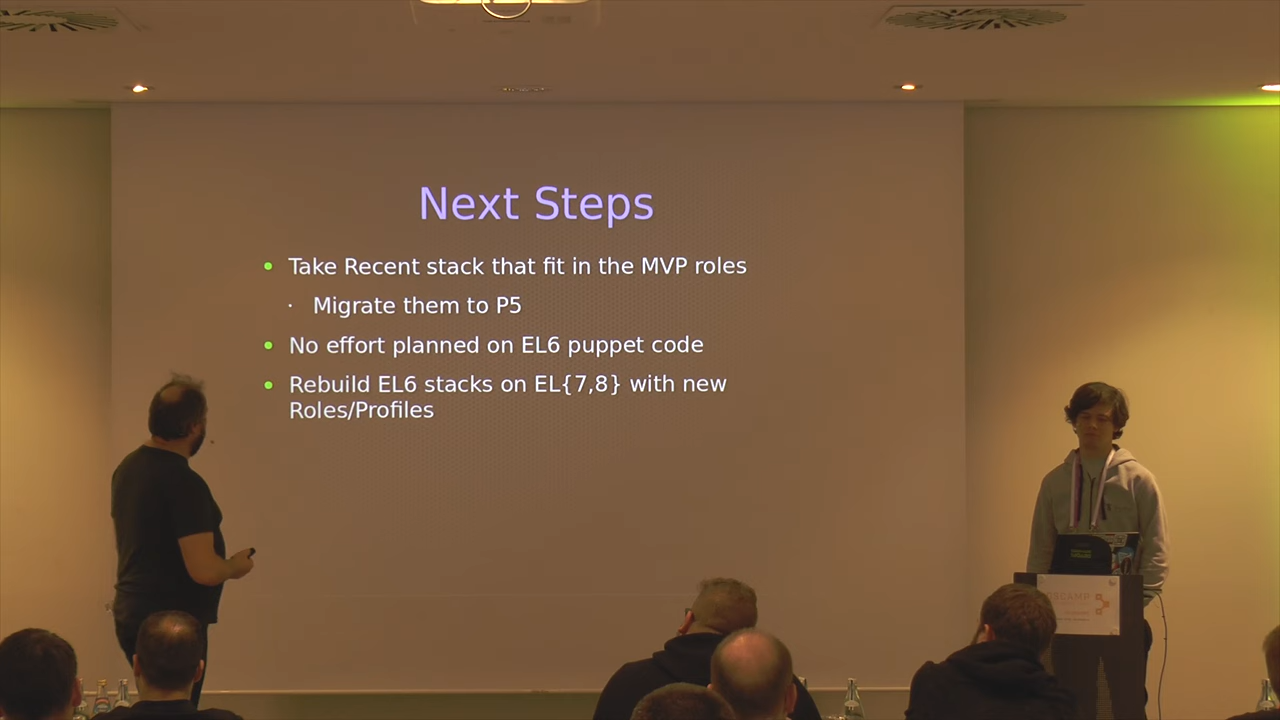 Next Steps
Take Recent stack that fit in the MVP roles
Migrate them to P5
No effort planned on EL6 puppet code
Rebuild EL6 stacks on EL{7,8} with new
Roles/Profiles
OSCAMP